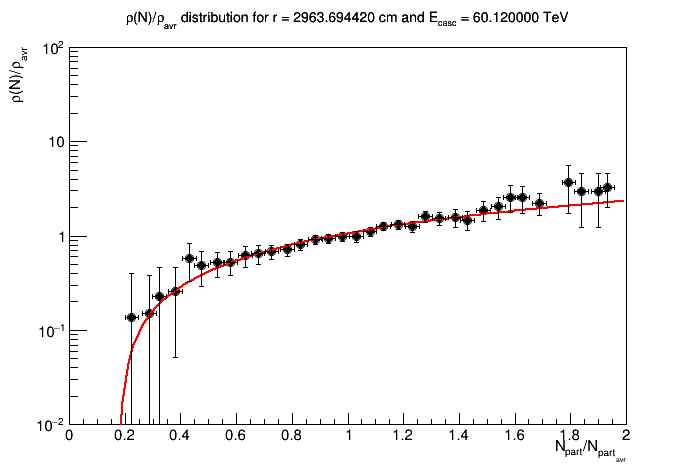 ρ(N)/ρavr distribution for r = 2963.694420 cm and Ecasc = 60.120000 TeV
ρ(N)/ρavr
10²
10
1
10⁻¹
10⁻²
0 0.2 0.4 0.6 0.8 1 1.2 1.4 1.6 1.8 2
Npart/Npartavr